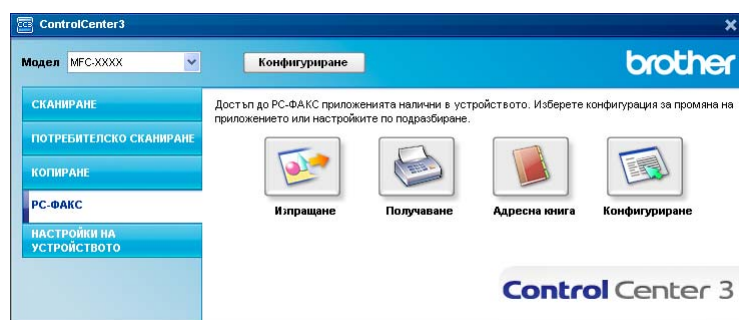 ControlCenter3
Модел MFC-XXXX Конфигуриране brother
СКАНИРАНЕ
ПОТРЕБИТЕЛСКО СКАНИРАНЕ
КОПИРАНЕ
PC-ФАКС
НАСТРОЙКИ НА
УСТРОЙСТВОТО
Достъп до PC-ФАКС приложенията налични в устройството. Изберете конфигурация за промяна на
приложението или настройките по подразбиране.
Изпращане Получаване Адресна книга Конфигуриране
Control Center 3